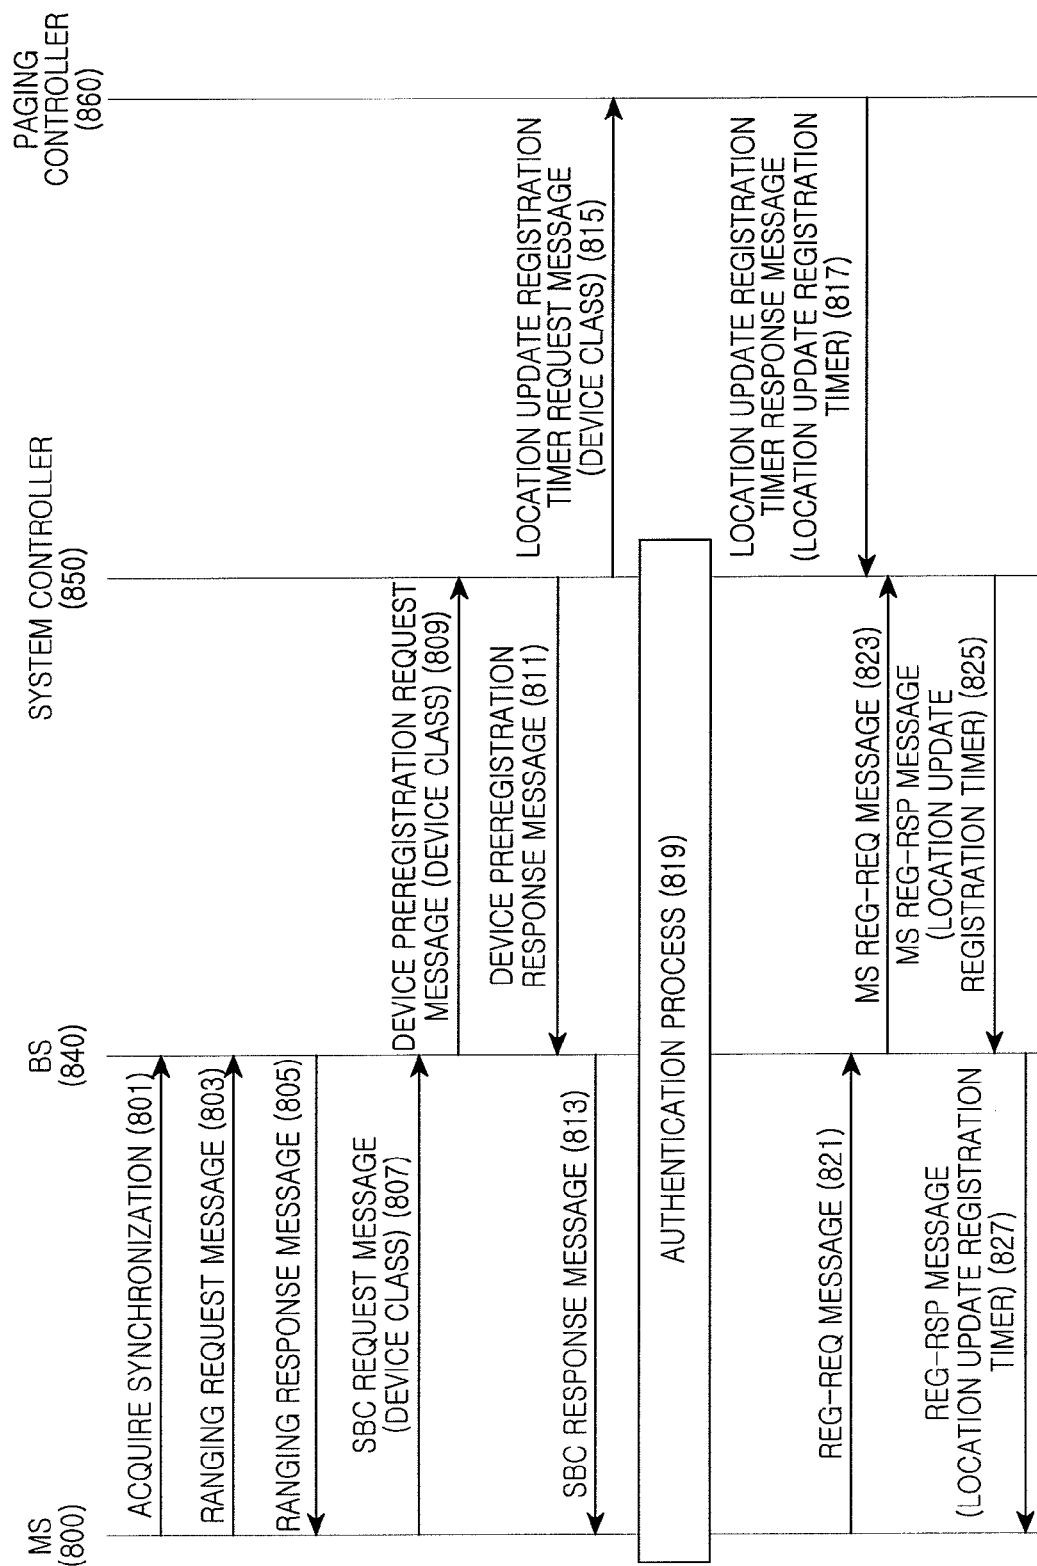 MS
(800)
BS
(840)
SYSTEM CONTROLLER
(850)
PAGING
CONTROLLER
(860)
ACQUIRE SYNCHRONIZATION (801)
RANGING REQUEST MESSAGE (803)
RANGING RESPONSE MESSAGE (805)
SBC REQUEST MESSAGE
(DEVICE CLASS) (807)
DEVICE PREREGISTRATION REQUEST
MESSAGE (DEVICE CLASS) (809)
DEVICE PREREGISTRATION
RESPONSE MESSAGE (811)
SBC RESPONSE MESSAGE (813)
LOCATION UPDATE REGISTRATION
TIMER REQUEST MESSAGE
(DEVICE CLASS) (815)
AUTHENTICATION PROCESS (819)
LOCATION UPDATE REGISTRATION
TIMER RESPONSE MESSAGE
(LOCATION UPDATE REGISTRATION
TIMER) (817)
REG-REQ MESSAGE (821)
MS REG-REQ MESSAGE (823)
MS REG-RSP MESSAGE
(LOCATION UPDATE
REGISTRATION TIMER) (825)
REG-RSP MESSAGE
(LOCATION UPDATE REGISTRATION
TIMER) (827)